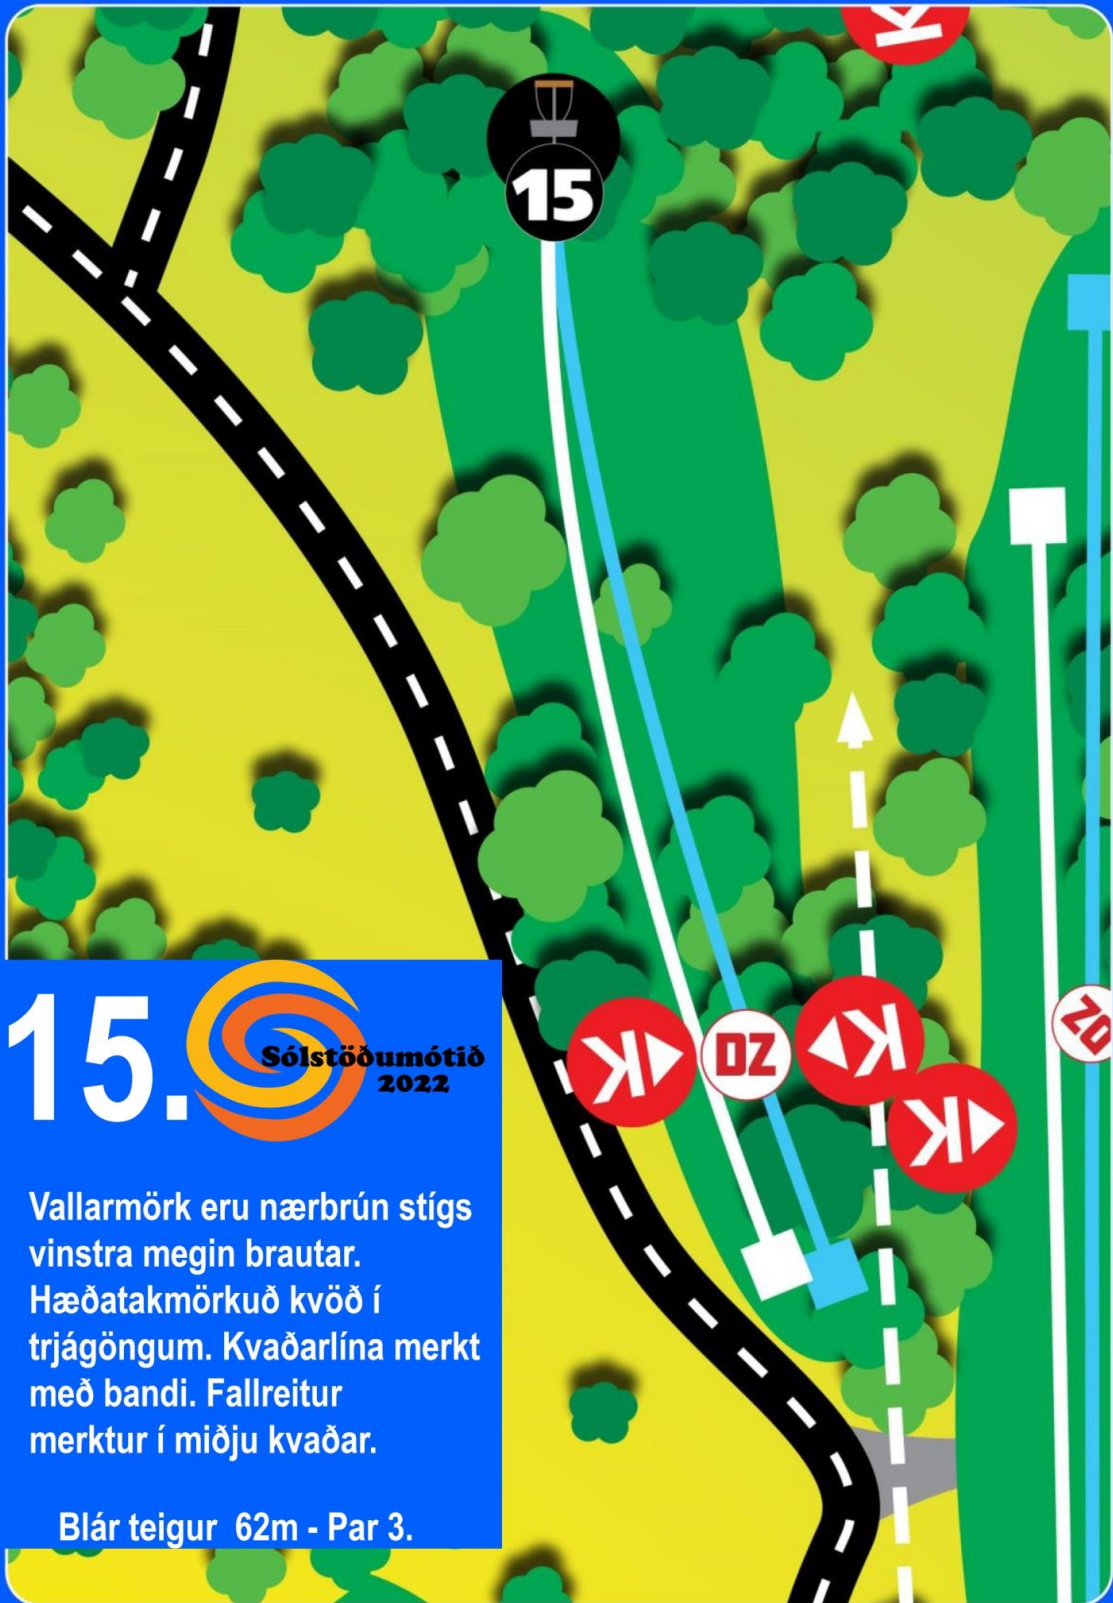 K
15
K
DZ
K
K
DZ
15.
Sólstöðumótið
2022
Vallarmörk eru nærbrún stígs
vinstra megin brautar.
Hæðatakmörkuð kvöð í
trjágöngum. Kvaðarlína merkt
með bandi. Fallreitur
merktur í miðju kvaðar.
Blár teigur 62m - Par 3.